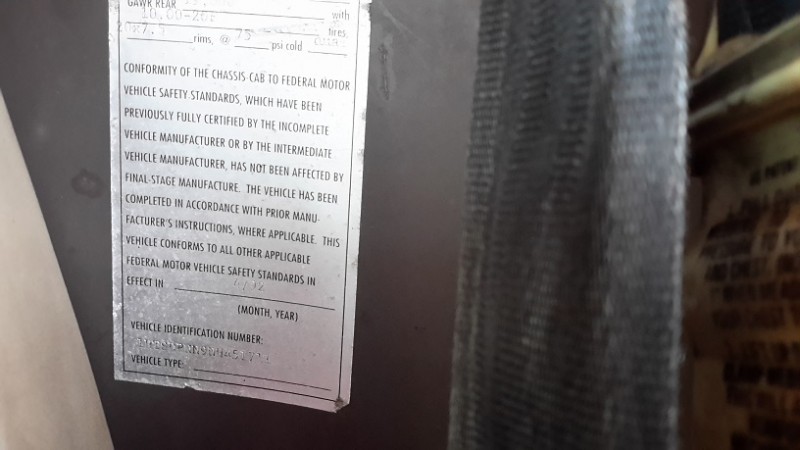 GAWR REAR
10.00-20 with
tires,
rims, @ 75 psi cold
CONFORMITY OF THE CHASSIS-CAB TO FEDERAL MOTOR
VEHICLE SAFETY STANDARDS, WHICH HAVE BEEN
PREVIOUSLY FULLY CERTIFIED BY THE INCOMPLETE
VEHICLE MANUFACTURER OR BY THE INTERMEDIATE
VEHICLE MANUFACTURER, HAS NOT BEEN AFFECTED BY
FINAL-STAGE MANUFACTURE. THE VEHICLE HAS BEEN
COMPLETED IN ACCORDANCE WITH PRIOR MANU-
FACTURER'S INSTRUCTIONS, WHERE APPLICABLE. THIS
VEHICLE CONFORMS TO ALL OTHER APPLICABLE
FEDERAL MOTOR VEHICLE SAFETY STANDARDS IN
EFFECT IN
(MONTH, YEAR)
VEHICLE IDENTIFICATION NUMBER:
VEHICLE TYPE: